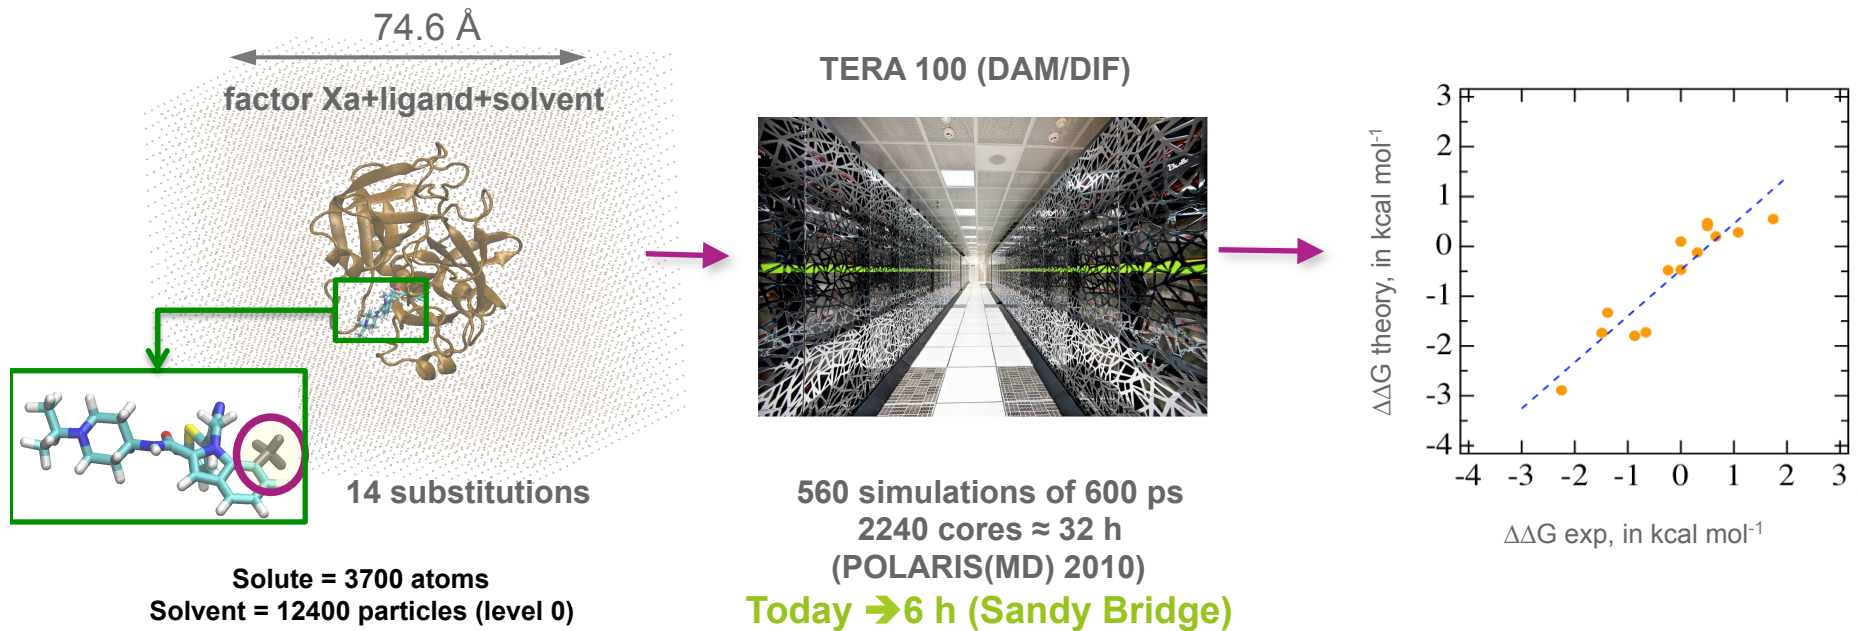 74.6 Å
factor Xa+ligand+solvent
14 substitutions
Solute = 3700 atoms
Solvent = 12400 particles (level 0)
TERA 100 (DAM/DIF)
560 simulations of 600 ps
2240 cores ≈ 32 h
(POLARIS(MD) 2010)
Today ➔6 h (Sandy Bridge)
ΔΔG theory, in kcal mol⁻¹
3
2
1
0
-1
-2
-3
-4
-4 -3 -2 -1 0 1 2 3
ΔΔG exp, in kcal mol⁻¹